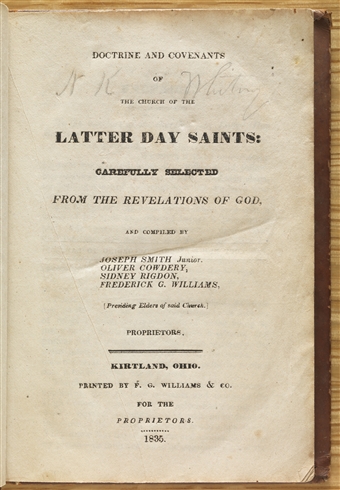 DOCTRINE AND COVENANTS
OF
N K Whitney
THE CHURCH OF THE
LATTER DAY SAINTS:
CAREFULLY SELECTED
FROM THE REVELATIONS OF GOD,
AND COMPILED BY
JOSEPH SMITH Junior.
OLIVER COWDERY,
SIDNEY RIGDON,
FREDERICK G. WILLIAMS,
[Presiding Elders of said Church.]
PROPRIETORS.
KIRTLAND, OHIO.
PRINTED BY F. G. WILLIAMS & CO.
FOR THE
PROPRIETORS.
1835.